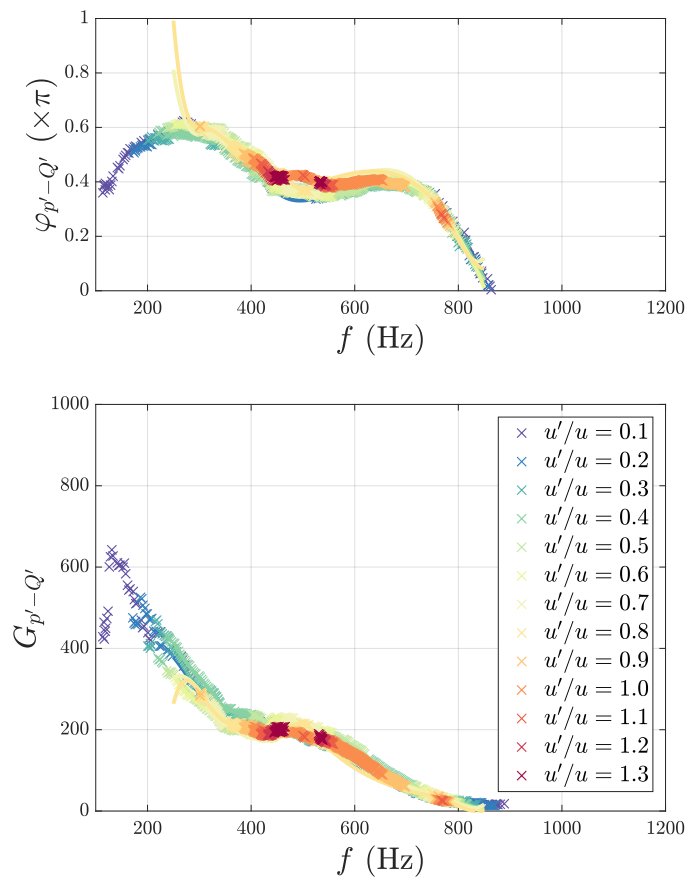 1
0.8
0.6
0.4
0.2
0
φp′−Q′ (×π)
200 400 600 800 1000 1200
f (Hz)
1000
800
600
400
200
0
Gp′−Q′
u′/u = 0.1
u′/u = 0.2
u′/u = 0.3
u′/u = 0.4
u′/u = 0.5
u′/u = 0.6
u′/u = 0.7
u′/u = 0.8
u′/u = 0.9
u′/u = 1.0
u′/u = 1.1
u′/u = 1.2
u′/u = 1.3
200 400 600 800 1000 1200
f (Hz)